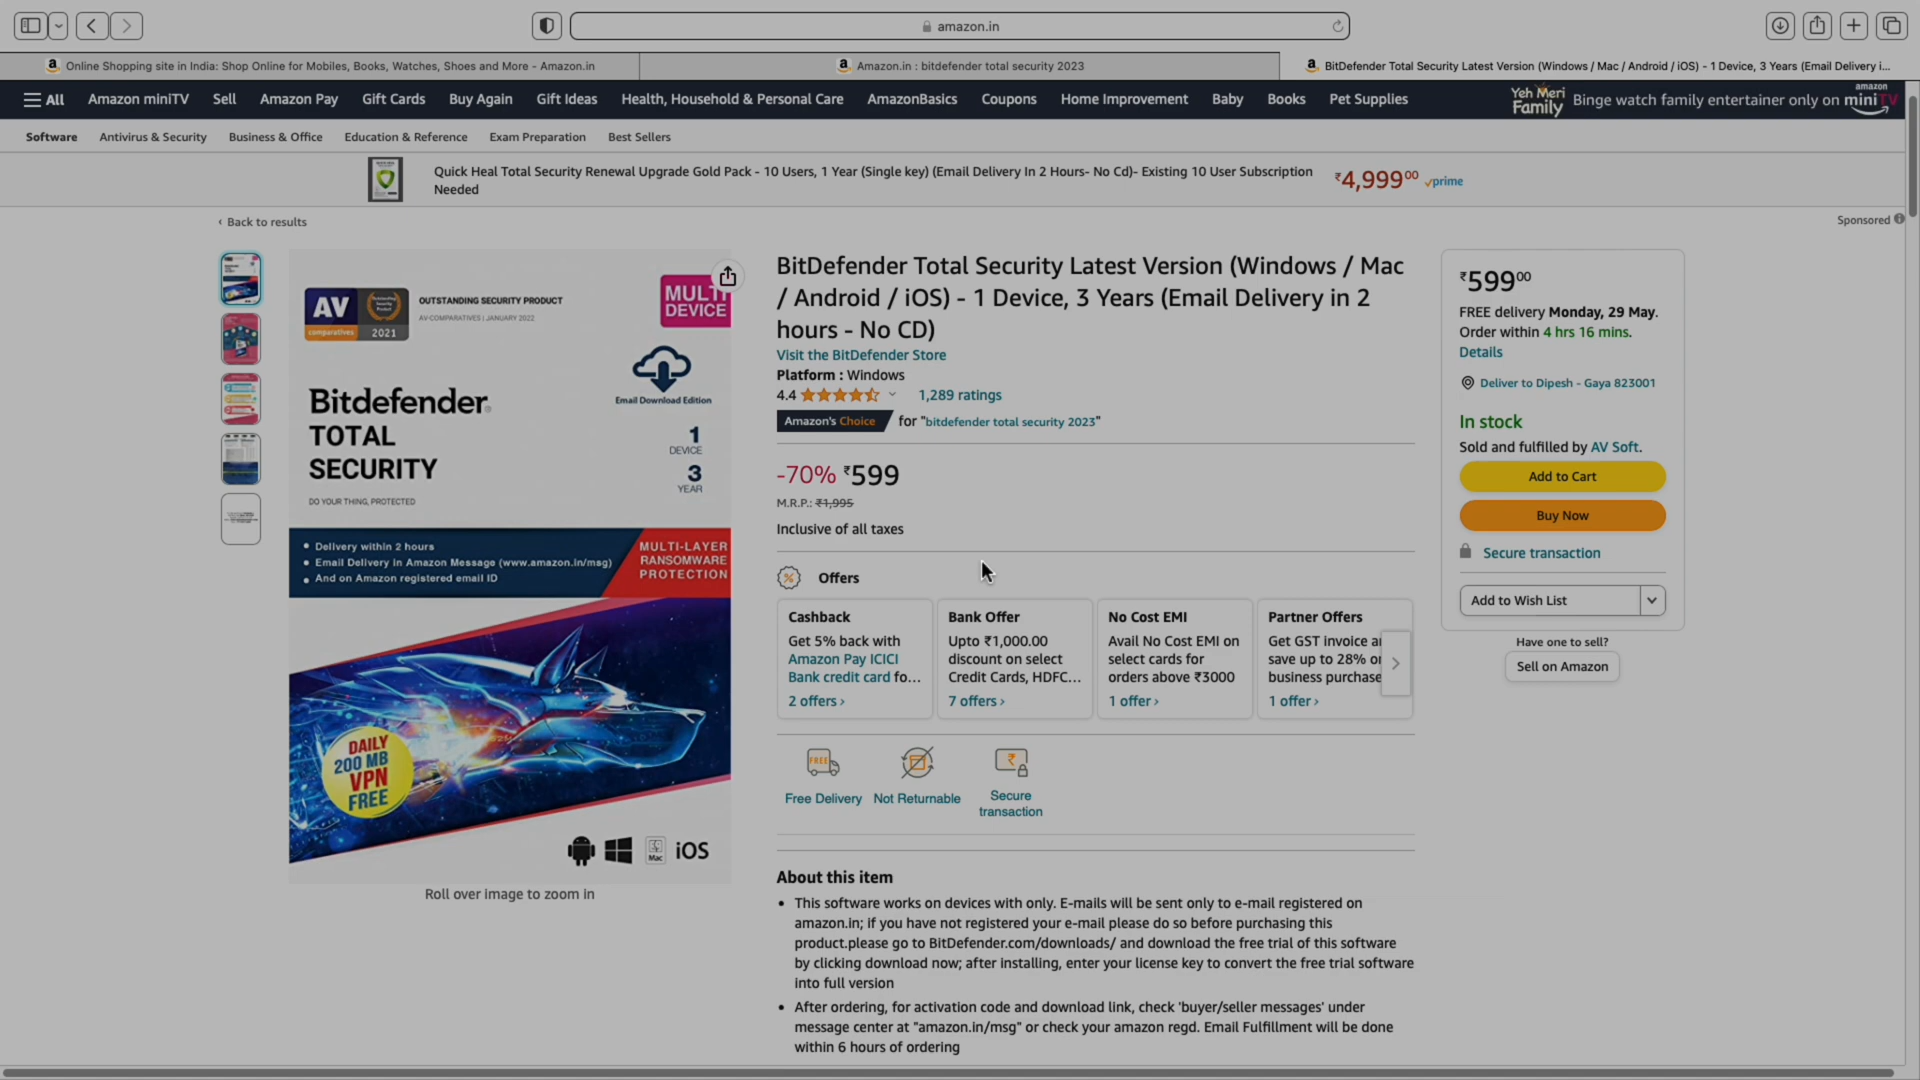 amazon.in
Online Shopping site in India: Shop Online for Mobiles, Books, Watches, Shoes and More - Amazon.in
Amazon.in : bitdefender total security 2023
BitDefender Total Security Latest Version (Windows / Mac / Android / iOS) - 1 Device, 3 Years (Email Delivery i...
All Amazon miniTV Sell Amazon Pay Gift Cards Buy Again Gift Ideas Health, Household & Personal Care AmazonBasics Coupons Home Improvement Baby Books Pet Supplies
Yeh Meri Family Binge watch family entertainer only on amazon miniTV
Software Antivirus & Security Business & Office Education & Reference Exam Preparation Best Sellers
Quick Heal Total Security Renewal Upgrade Gold Pack - 10 Users, 1 Year (Single key) (Email Delivery In 2 Hours- No Cd)- Existing 10 User Subscription
Needed
₹4,99900 prime
‹ Back to results
Sponsored
AV
comparatives 2021
OUTSTANDING SECURITY PRODUCT
AV-COMPARATIVES | JANUARY 2022
MULTI
DEVICE
Email Download Edition
Bitdefender
TOTAL
SECURITY
1
DEVICE
3
YEAR
DO YOUR THING, PROTECTED
• Delivery within 2 hours
• Email Delivery in Amazon Message (www.amazon.in/msg)
• And on Amazon registered email ID
MULTI-LAYER
RANSOMWARE
PROTECTION
DAILY
200 MB
VPN
FREE
Mac
iOS
Roll over image to zoom in
BitDefender Total Security Latest Version (Windows / Mac
/ Android / iOS) - 1 Device, 3 Years (Email Delivery in 2
hours - No CD)
Visit the BitDefender Store
Platform : Windows
4.4 1,289 ratings
Amazon's Choice for "bitdefender total security 2023"
-70% ₹599
M.R.P.: ₹1,995
Inclusive of all taxes
Offers
Cashback
Get 5% back with
Amazon Pay ICICI
Bank credit card fo...
2 offers ›
Bank Offer
Upto ₹1,000.00
discount on select
Credit Cards, HDFC...
7 offers ›
No Cost EMI
Avail No Cost EMI on
select cards for
orders above ₹3000
1 offer ›
Partner Offers
Get GST invoice a
save up to 28% o
business purchase
1 offer ›
FREE
Free Delivery
Not Returnable
Secure
transaction
About this item
• This software works on devices with only. E-mails will be sent only to e-mail registered on
amazon.in; if you have not registered your e-mail please do so before purchasing this
product.please go to BitDefender.com/downloads/ and download the free trial of this software
by clicking download now; after installing, enter your license key to convert the free trial software
into full version
• After ordering, for activation code and download link, check 'buyer/seller messages' under
message center at "amazon.in/msg" or check your amazon regd. Email Fulfillment will be done
within 6 hours of ordering
₹59900
FREE delivery Monday, 29 May.
Order within 4 hrs 16 mins.
Details
Deliver to Dipesh - Gaya 823001
In stock
Sold and fulfilled by AV Soft.
Add to Cart
Buy Now
Secure transaction
Add to Wish List
Have one to sell?
Sell on Amazon